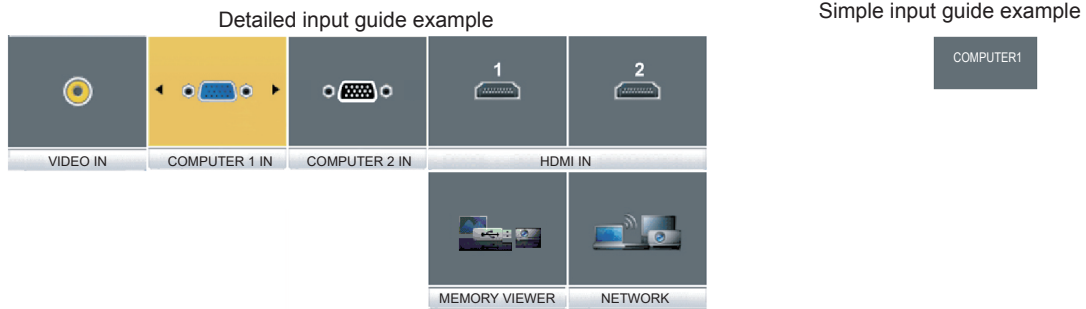 Detailed input guide example
Simple input guide example
COMPUTER1
1
2
VIDEO IN
COMPUTER 1 IN
COMPUTER 2 IN
HDMI IN
MEMORY VIEWER
NETWORK